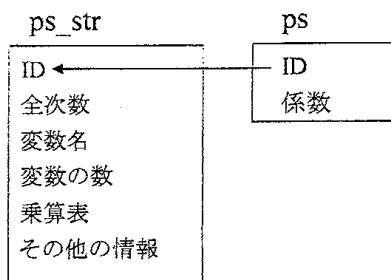 ps_str
ID
全次数
変数名
変数の数
乗算表
その他の情報
ps
ID
係数